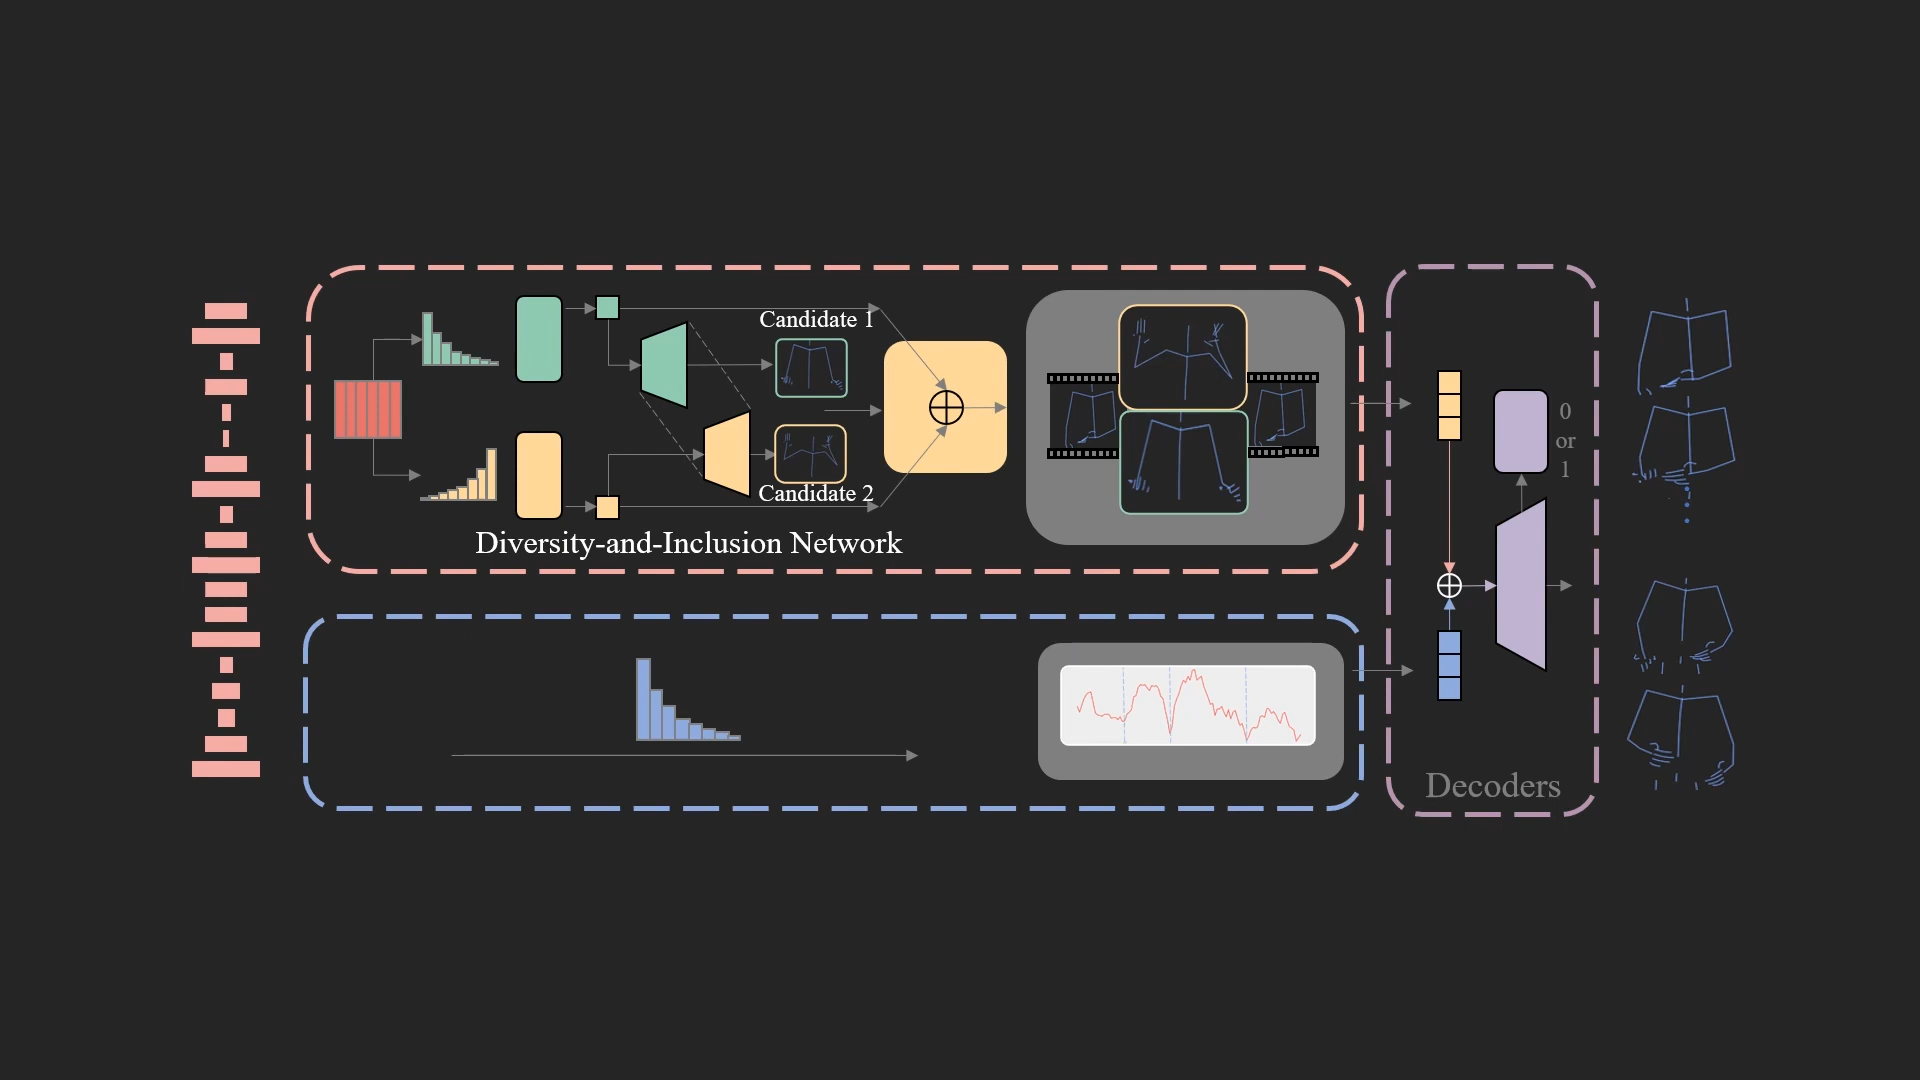 Candidate 1
Candidate 2
Diversity-and-Inclusion Network
0
or
1
Decoders